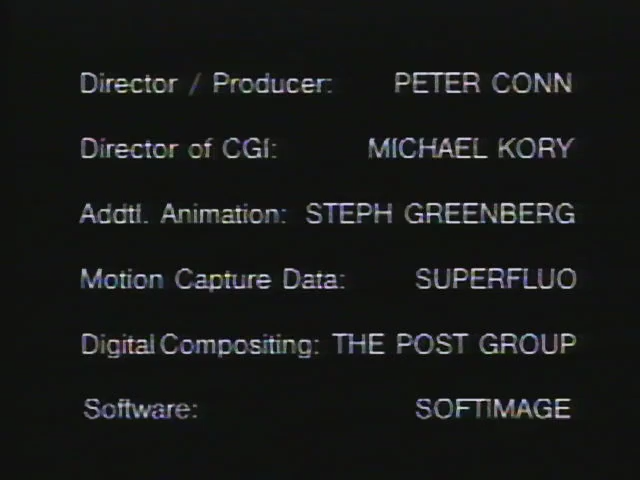 Director / Producer: PETER CONN
Director of CGI: MICHAEL KORY
Addtl. Animation: STEPH GREENBERG
Motion Capture Data: SUPERFLUO
Digital Compositing: THE POST GROUP
Software: SOFTIMAGE